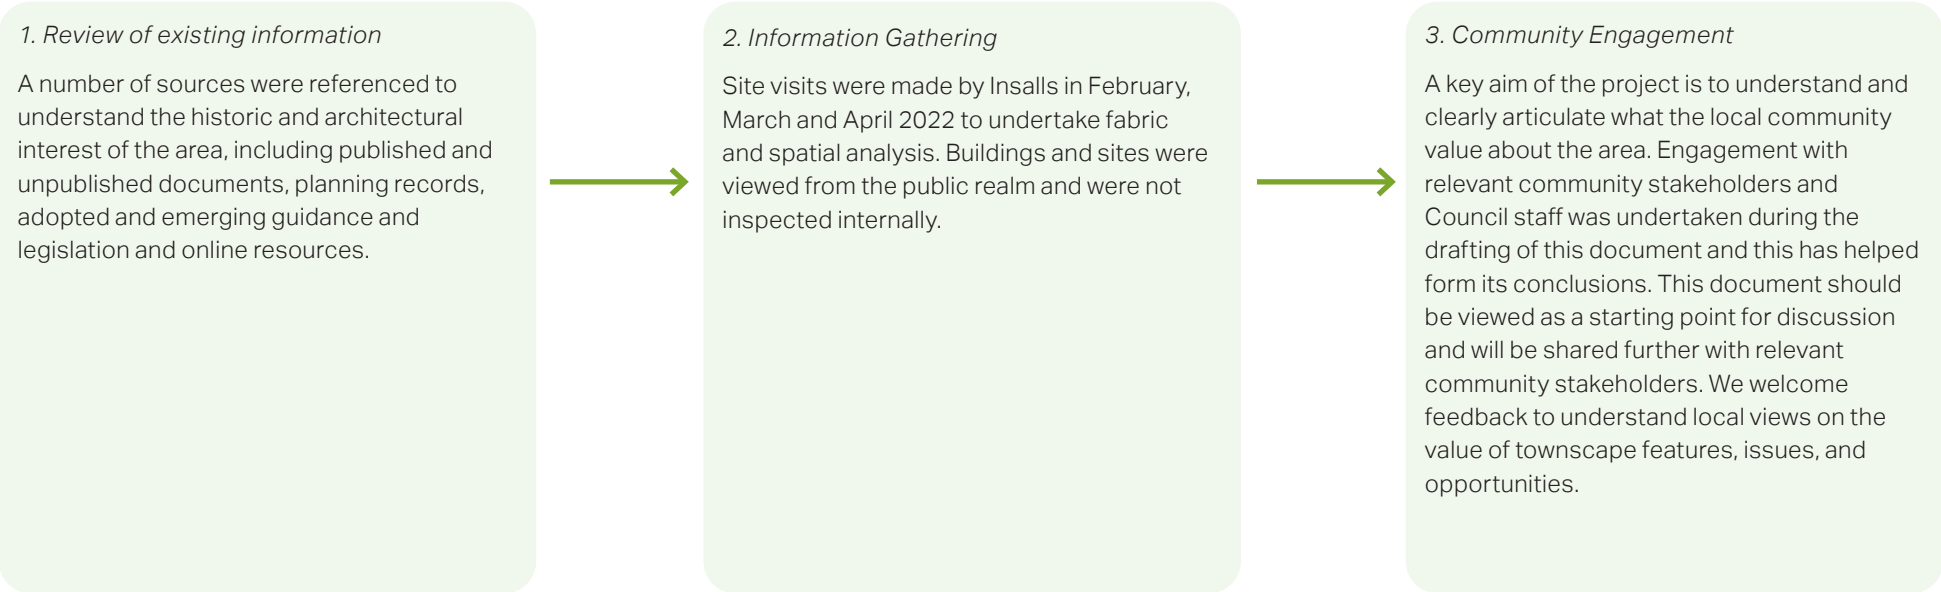 1. Review of existing information
A number of sources were referenced to
understand the historic and architectural
interest of the area, including published and
unpublished documents, planning records,
adopted and emerging guidance and
legislation and online resources.
2. Information Gathering
Site visits were made by Insalls in February,
March and April 2022 to undertake fabric
and spatial analysis. Buildings and sites were
viewed from the public realm and were not
inspected internally.
3. Community Engagement
A key aim of the project is to understand and
clearly articulate what the local community
value about the area. Engagement with
relevant community stakeholders and
Council staff was undertaken during the
drafting of this document and this has helped
form its conclusions. This document should
be viewed as a starting point for discussion
and will be shared further with relevant
community stakeholders. We welcome
feedback to understand local views on the
value of townscape features, issues, and
opportunities.